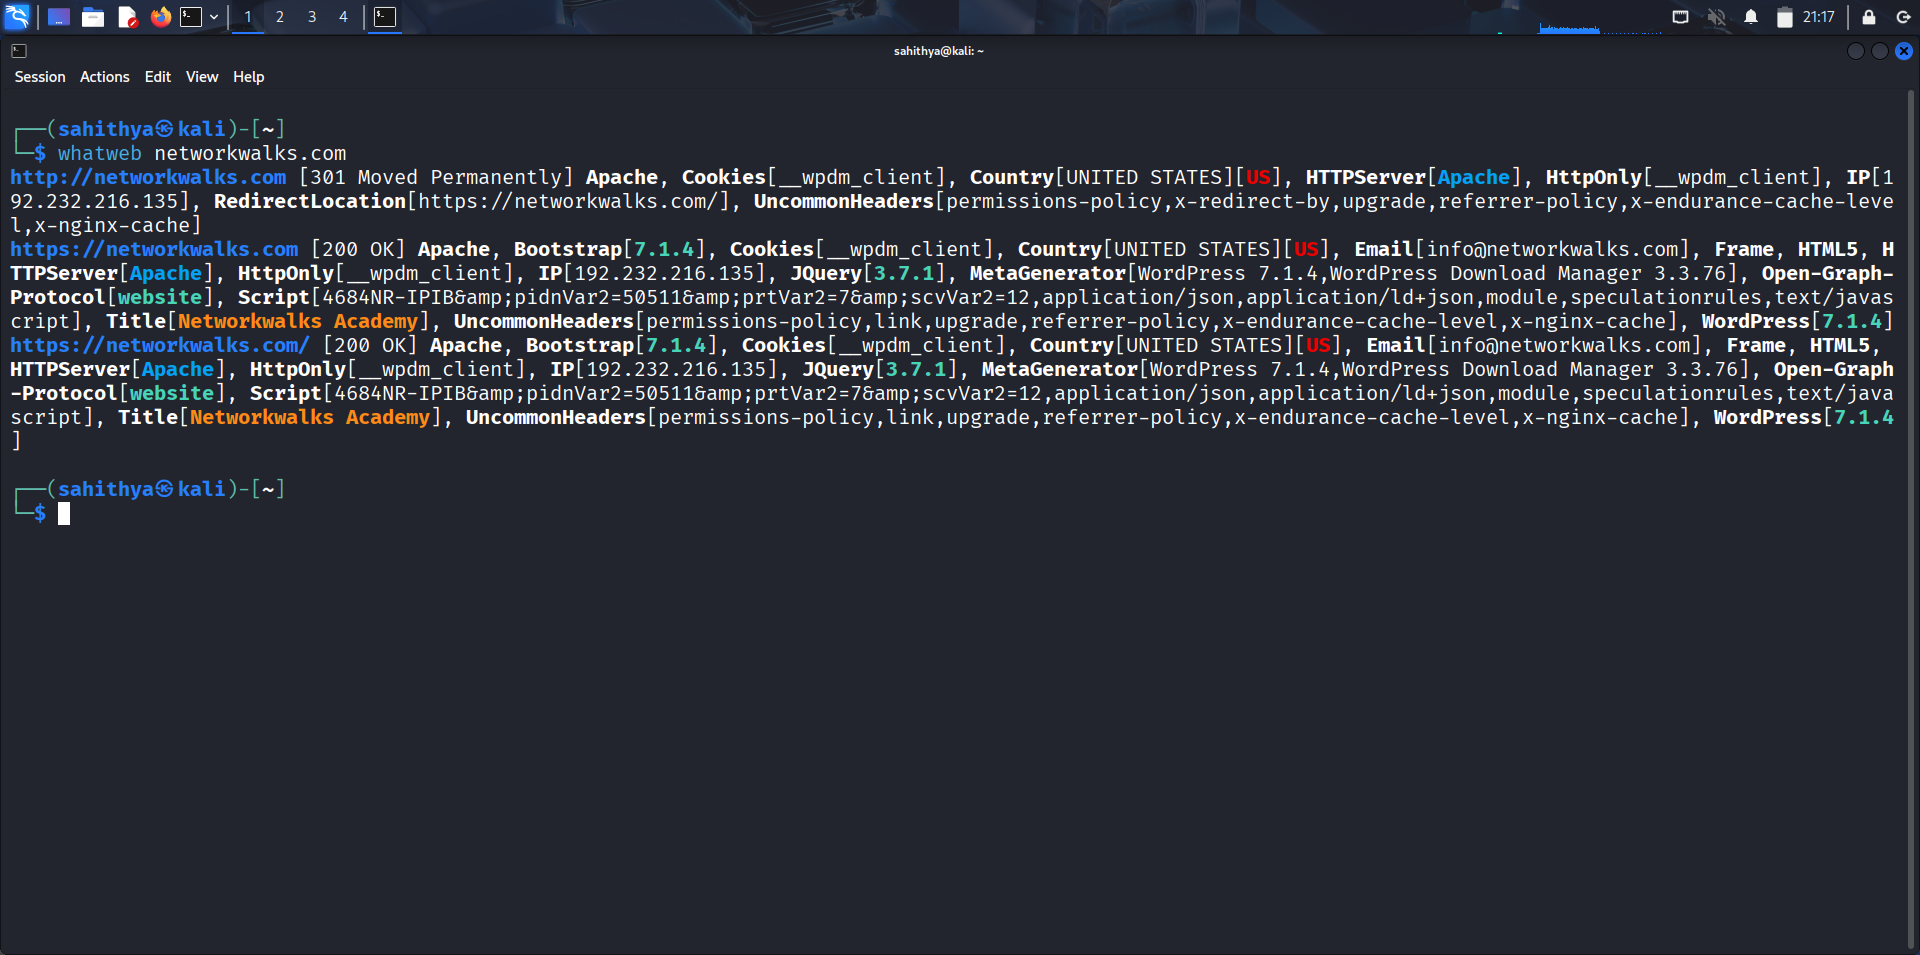 1 2 3 4 21:17
sahithya@kali: ~
Session Actions Edit View Help
┌──(sahithya㉿kali)-[~]
└─$ whatweb networkwalks.com
http://networkwalks.com [301 Moved Permanently] Apache, Cookies[__wpdm_client], Country[UNITED STATES][US], HTTPServer[Apache], HttpOnly[__wpdm_client], IP[1
92.232.216.135], RedirectLocation[https://networkwalks.com/], UncommonHeaders[permissions-policy,x-redirect-by,upgrade,referrer-policy,x-endurance-cache-leve
l,x-nginx-cache]
https://networkwalks.com [200 OK] Apache, Bootstrap[7.1.4], Cookies[__wpdm_client], Country[UNITED STATES][US], Email[info@networkwalks.com], Frame, HTML5, H
TTPServer[Apache], HttpOnly[__wpdm_client], IP[192.232.216.135], JQuery[3.7.1], MetaGenerator[WordPress 7.1.4,WordPress Download Manager 3.3.76], Open-Graph-
Protocol[website], Script[4684NR-IPIB&amp;pidnVar2=50511&amp;prtVar2=7&amp;scvVar2=12,application/json,application/ld+json,module,speculationrules,text/javas
cript], Title[Networkwalks Academy], UncommonHeaders[permissions-policy,link,upgrade,referrer-policy,x-endurance-cache-level,x-nginx-cache], WordPress[7.1.4]
https://networkwalks.com/ [200 OK] Apache, Bootstrap[7.1.4], Cookies[__wpdm_client], Country[UNITED STATES][US], Email[info@networkwalks.com], Frame, HTML5,
HTTPServer[Apache], HttpOnly[__wpdm_client], IP[192.232.216.135], JQuery[3.7.1], MetaGenerator[WordPress 7.1.4,WordPress Download Manager 3.3.76], Open-Graph
-Protocol[website], Script[4684NR-IPIB&amp;pidnVar2=50511&amp;prtVar2=7&amp;scvVar2=12,application/json,application/ld+json,module,speculationrules,text/java
script], Title[Networkwalks Academy], UncommonHeaders[permissions-policy,link,upgrade,referrer-policy,x-endurance-cache-level,x-nginx-cache], WordPress[7.1.4
]
┌──(sahithya㉿kali)-[~]
└─$